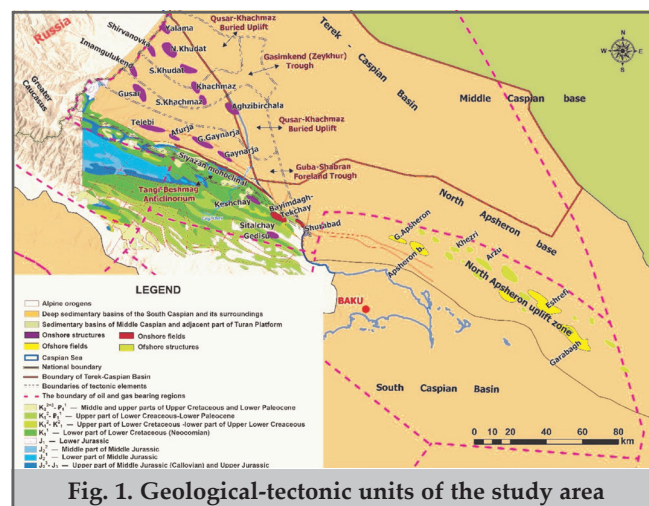 Russia
Greater
Caucasus
Shirvanovka
Yalama
Imamgulukend
N.Khudat
S.Khudat
Khachmaz
Gusar
S.Khachmaz
Aghzibirchala
Telebi
Afurja
G.Gaynarja
Gaynarja
Qusar-Khachmaz
Buried Uplift
Gasimkend (Zeykhur)
Trough
Qusar-Khachmaz
Buried Uplift
Guba-Shabran
Foreland Trough
Siyazan monoclinal
Tangi-Beshmag
Anticlinorium
Keshchay
Bayimdagh-
Tekchay
Sitalchay
Gedisu
Shurabad
Terek-
Caspian
Basin
Middle Caspian base
North Apsheron base
G.Apsheron
Apsheron b.
Khezri
Arzu
Eshrefi
Garabagh
North Apsheron uplift zone
BAKU
South Caspian Basin
N
W E
S
0 10 20 40 60 80
km
LEGEND
Alpine orogens
Deep sedimentary basins of the South Caspian and its surroundings
Sedimentary basins of Middle Caspian and adjacent part of Turan Platform
Onshore structures Onshore fields
Offshore fields Ofshore structures
Caspian Sea
National boundary
Boundary of Terek-Caspian Basin
Boundaries of tectonic elements
The boundary of oil and gas bearing regions
— Middle and upper parts of Upper Cretaceous and Lower Paleocene
— Upper part of Lower Creaceous-Lower Paleocene
— Upper part of Lower Cretaceous -lower part of Upper Lower Creaceous
— Lower part of Lower Cretaceous (Neocomian)
J₁ — Lower Jurassic
— Middle part of Middle Jurassic
— Lower part of Middle Jurassic
— Upper part of Middle Jurassic (Callovian) and Upper Jurassic
Fig. 1. Geological-tectonic units of the study area